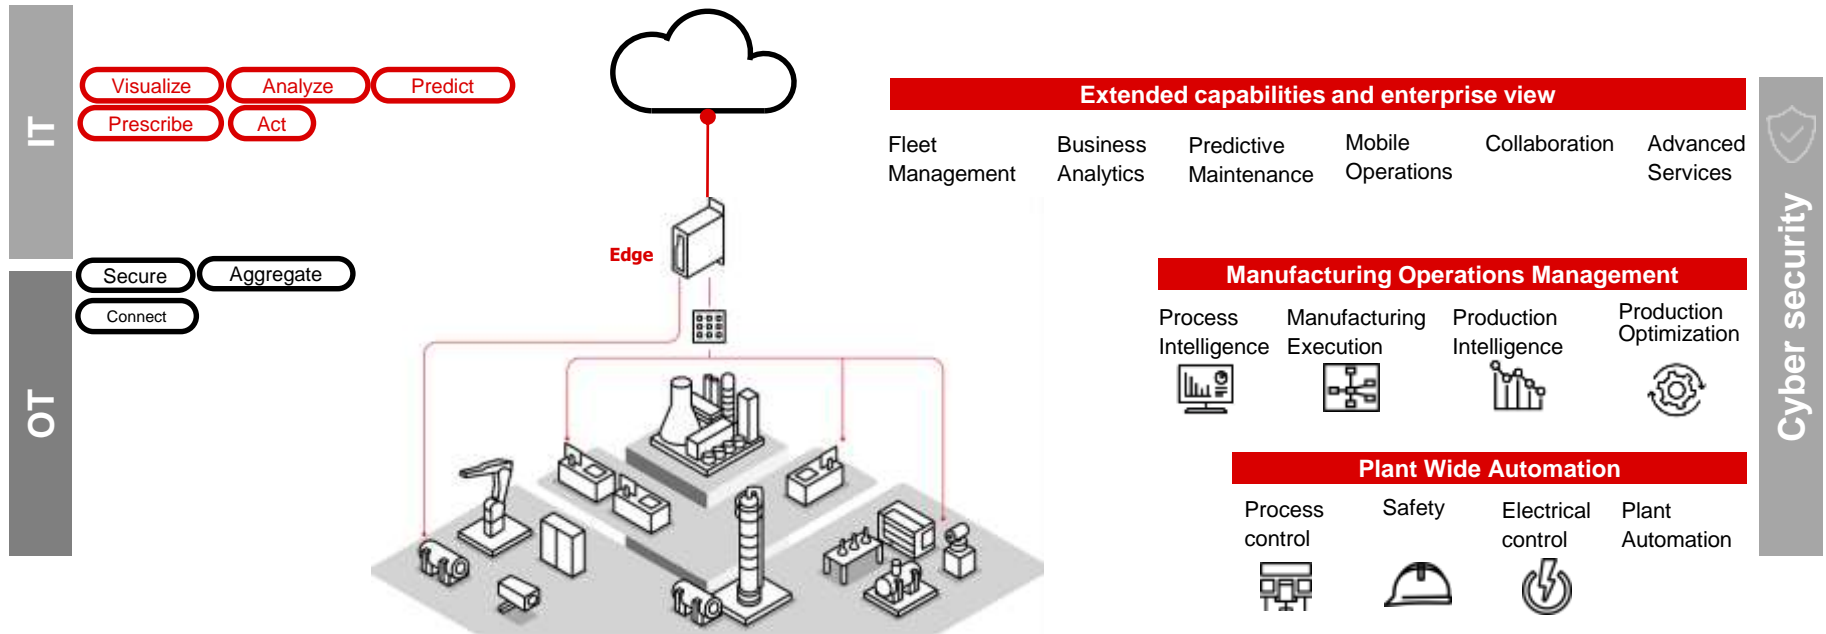 IT
Visualize
Analyze
Predict
Prescribe
Act
OT
Secure
Aggregate
Connect
Edge
Extended capabilities and enterprise view
Fleet
Management
Business
Analytics
Predictive
Maintenance
Mobile
Operations
Collaboration
Advanced
Services
Manufacturing Operations Management
Process
Intelligence
Manufacturing
Execution
Production
Intelligence
Production
Optimization
Plant Wide Automation
Process
control
Safety
Electrical
control
Plant
Automation
Cyber security